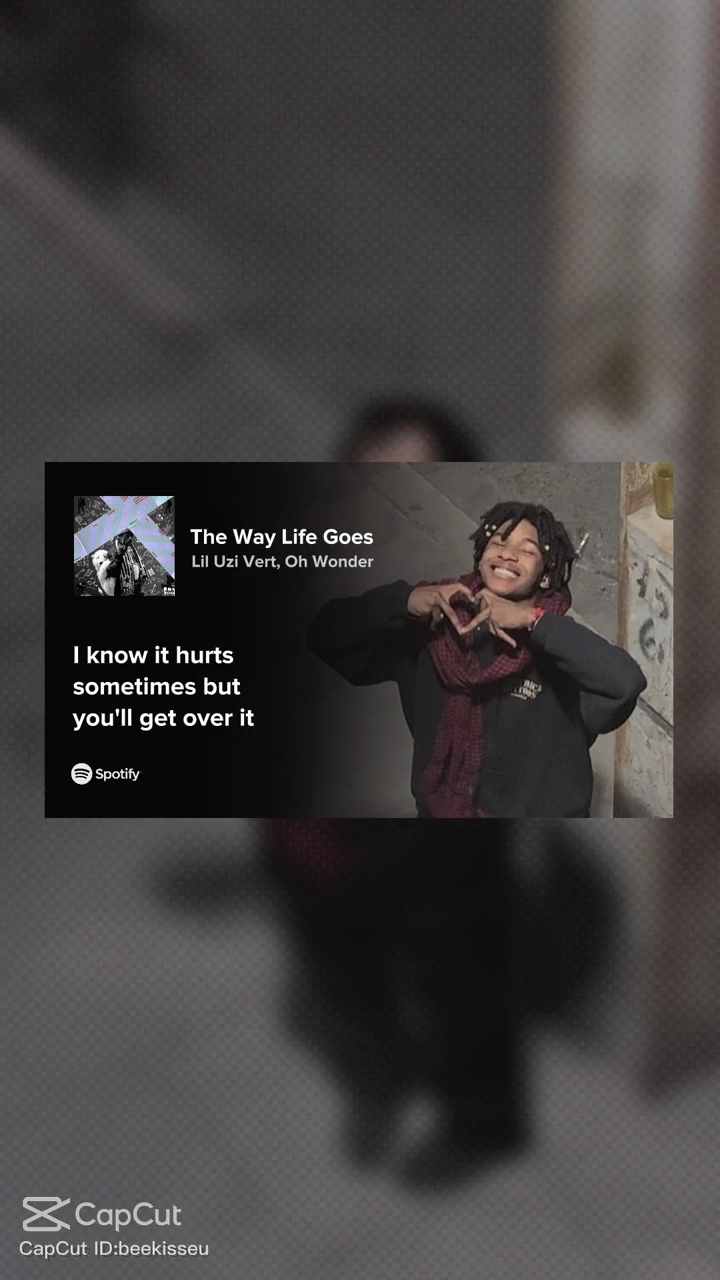 The Way Life Goes
Lil Uzi Vert, Oh Wonder
I know it hurts
sometimes but
you'll get over it
Spotify
CapCut
CapCut ID:beekisseu